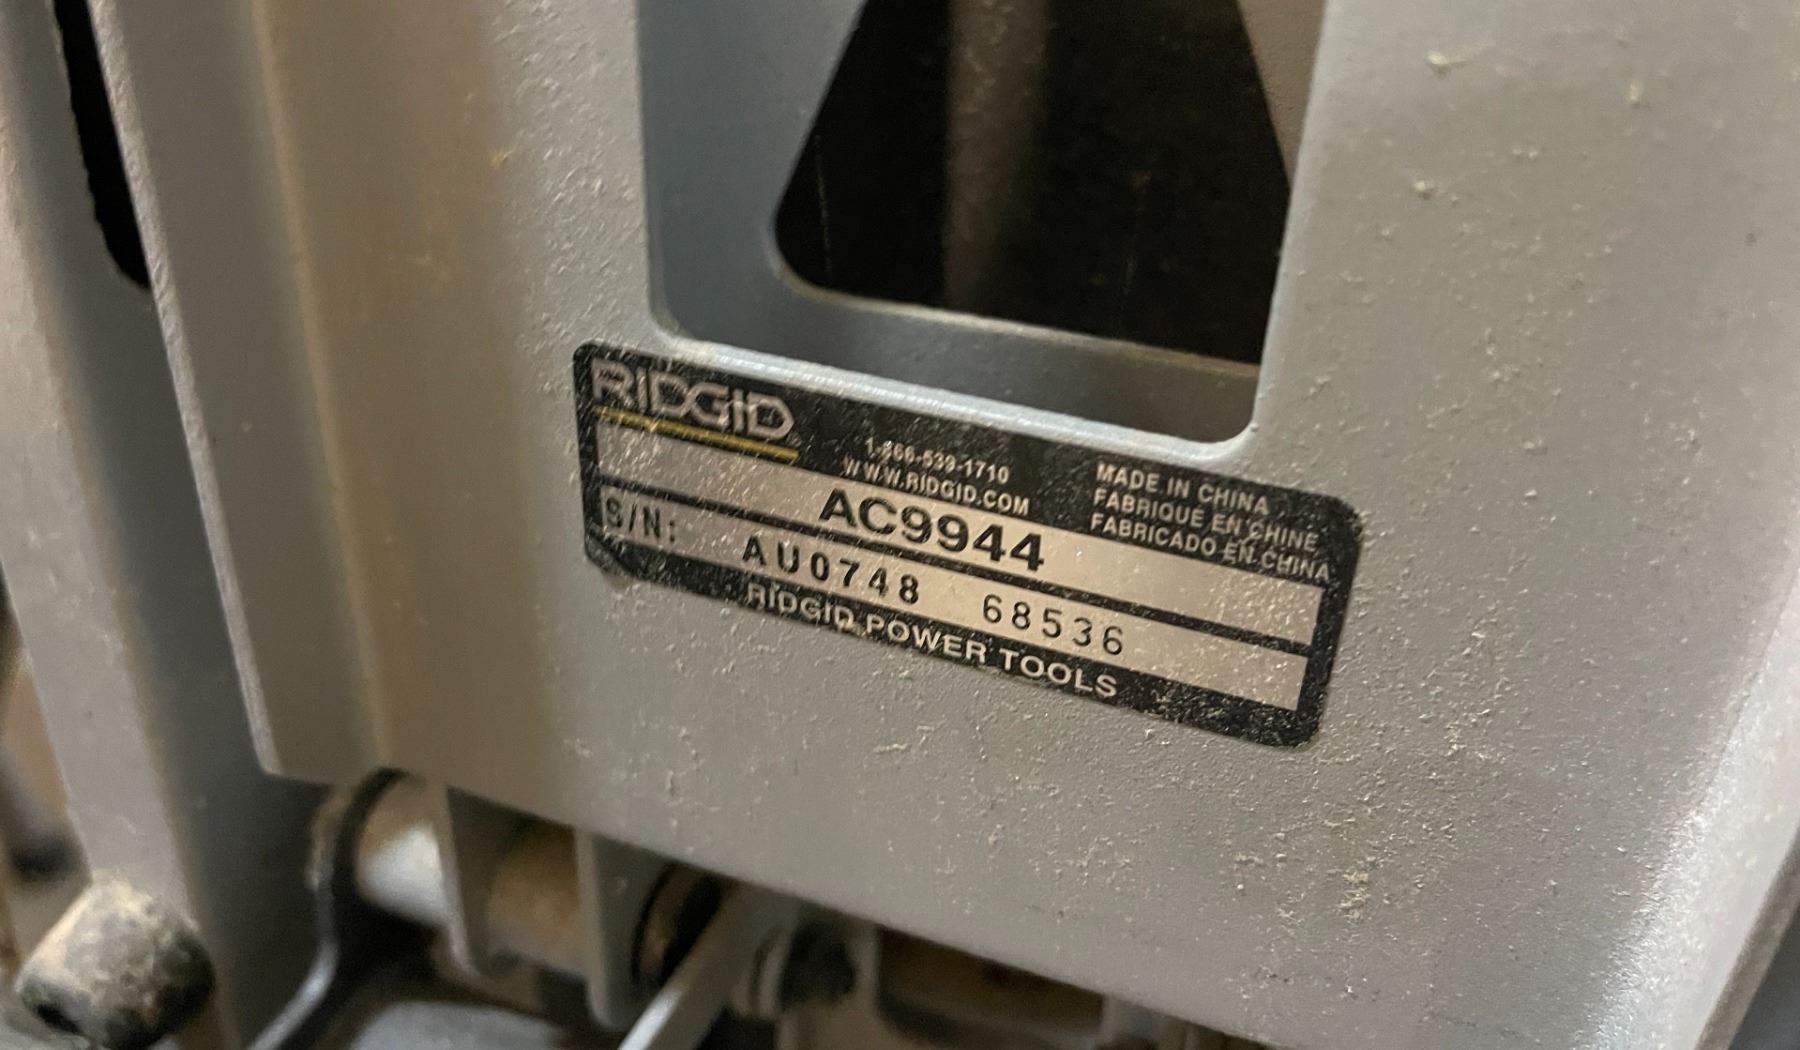 RIDGID
1-866-539-1710
WWW.RIDGID.COM
MADE IN CHINA
FABRIQUE EN CHINE
FABRICADO EN CHINA
AC9944
S/N: AU0748 68536
RIDGID POWER TOOLS